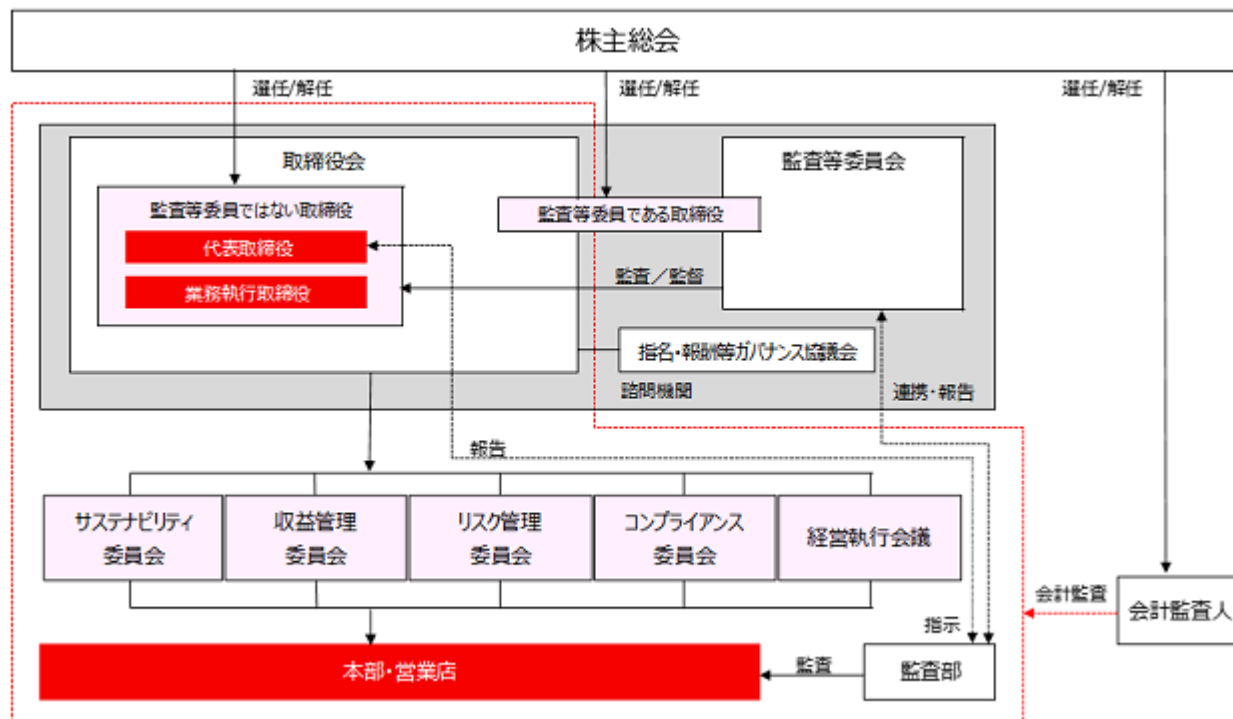 株主総会
選任/解任
選任/解任
選任/解任
取締役会
監査等委員会
監査等委員ではない取締役
監査等委員である取締役
代表取締役
業務執行取締役
監査／監督
指名・報酬等ガバナンス協議会
諮問機関
連携・報告
報告
サステナビリティ
委員会
収益管理
委員会
リスク管理
委員会
コンプライアンス
委員会
経営執行会議
会計監査
会計監査人
指示
本部・営業店
監査
監査部